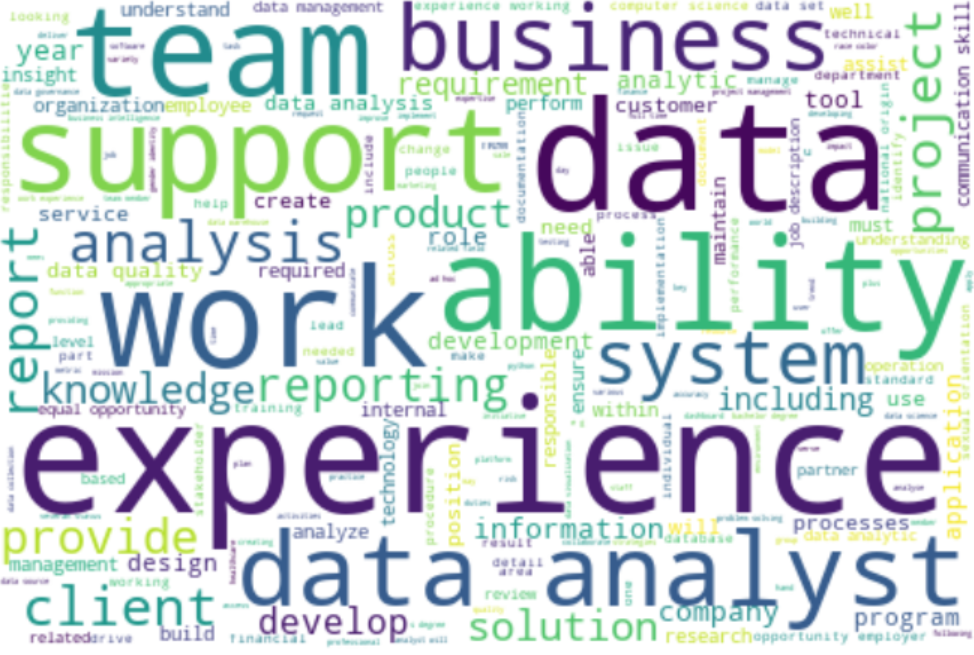 looking
understand
data management
experience working
computer science
data set
well
technical
communication skill
year
team
business
project
insight
requirement
analytic
manage
assist
department
organization
employee
data analysis
perform
customer
tool
support
data
responsibilities
documentation
issue
document
job description
national origin
identify
change
people
include
help
create
service
product
process
need
able
maintain
must
understanding
role
analysis
report
data quality
required
work
ability
implementation
performance
level
lead
part
needed
development
make
python
system
operation
standard
knowledge
reporting
responsible
ensure
including
use
within
equal opportunity
training
internal
experience
stakeholder
technology
based
individual
partner
application
procedure
position
provide
analyze
information
will
database
processes
data analytic
management
design
result
working
detail
area
data analyst
review
one
client
develop
solution
company
program
related
drive
build
financial
professional
research
opportunity employer